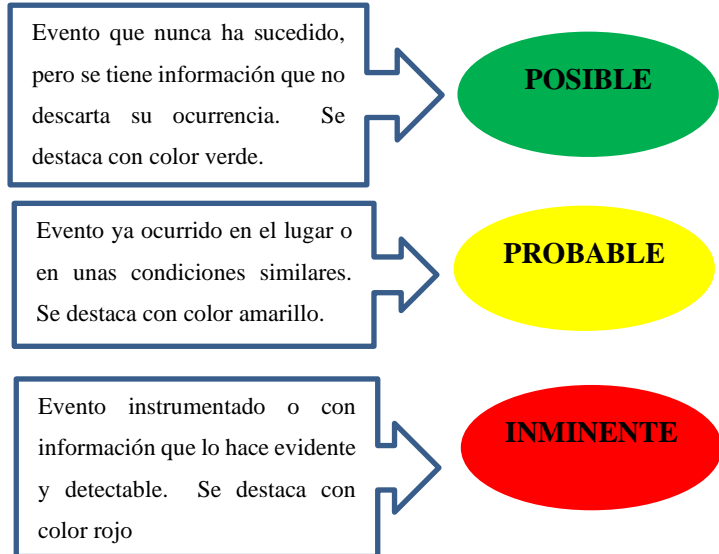 Evento que nunca ha sucedido,
pero se tiene información que no
descarta su ocurrencia. Se
destaca con color verde.
POSIBLE
Evento ya ocurrido en el lugar o
en unas condiciones similares.
Se destaca con color amarillo.
PROBABLE
Evento instrumentado o con
información que lo hace evidente
y detectable. Se destaca con
color rojo
INMINENTE